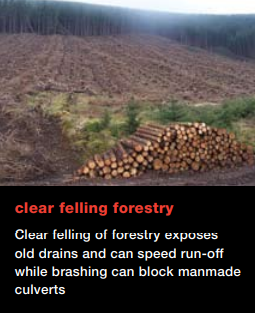 clear felling forestry
Clear felling of forestry exposes
old drains and can speed run-off
while brashing can block manmade
culverts